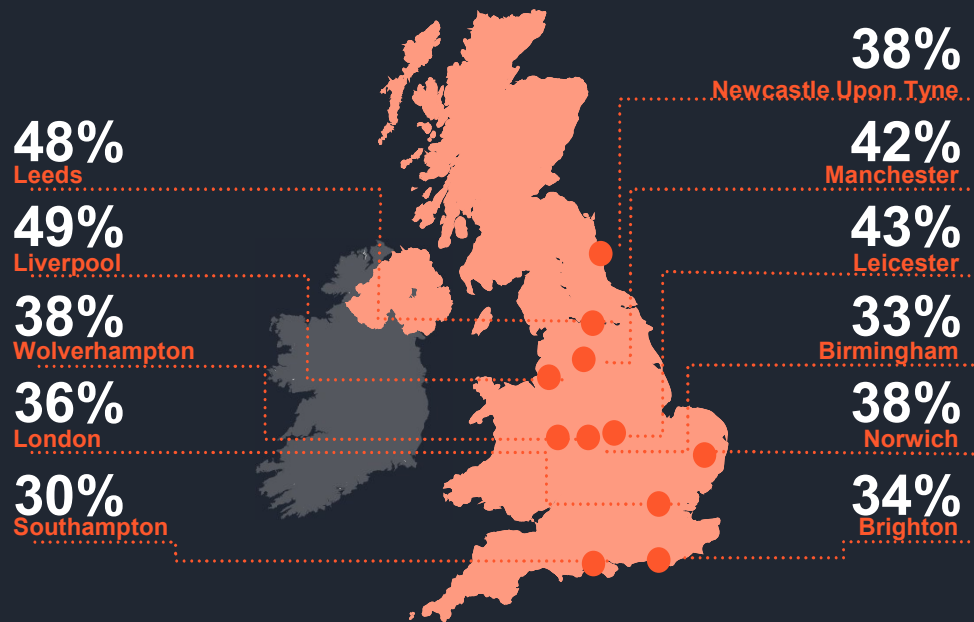 48%
Leeds
49%
Liverpool
38%
Wolverhampton
36%
London
30%
Southampton
38%
Newcastle Upon Tyne
42%
Manchester
43%
Leicester
33%
Birmingham
38%
Norwich
34%
Brighton